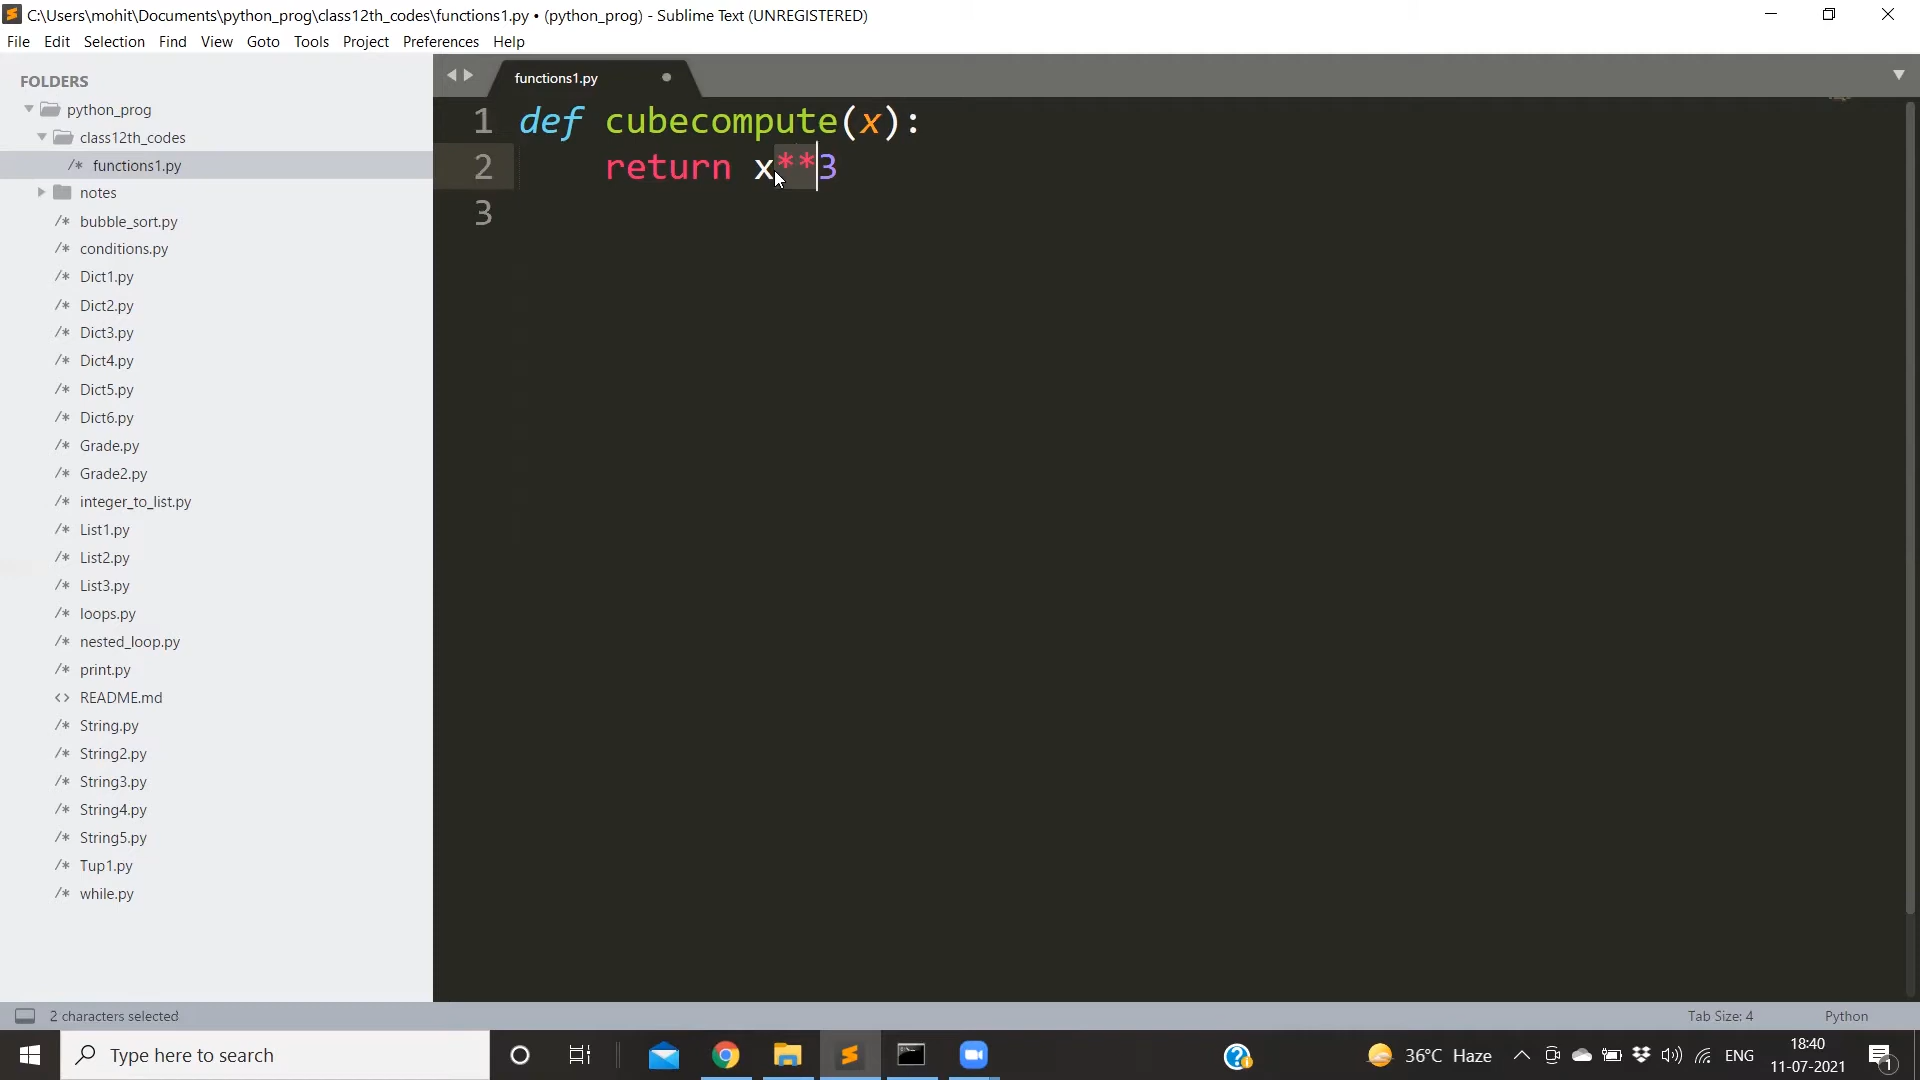 C:\Users\mohit\Documents\python_prog\class12th_codes\functions1.py • (python_prog) - Sublime Text (UNREGISTERED)
File Edit Selection Find View Goto Tools Project Preferences Help
FOLDERS
python_prog
class12th_codes
/* functions1.py
notes
/* bubble_sort.py
/* conditions.py
/* Dict1.py
/* Dict2.py
/* Dict3.py
/* Dict4.py
/* Dict5.py
/* Dict6.py
/* Grade.py
/* Grade2.py
/* integer_to_list.py
/* List1.py
/* List2.py
/* List3.py
/* loops.py
/* nested_loop.py
/* print.py
<> README.md
/* String.py
/* String2.py
/* String3.py
/* String4.py
/* String5.py
/* Tup1.py
/* while.py
functions1.py
1 def cubecompute(x):
2 return x**3
3
2 characters selected Tab Size: 4 Python
Type here to search
36°C Haze ENG 18:40
11-07-2021
1